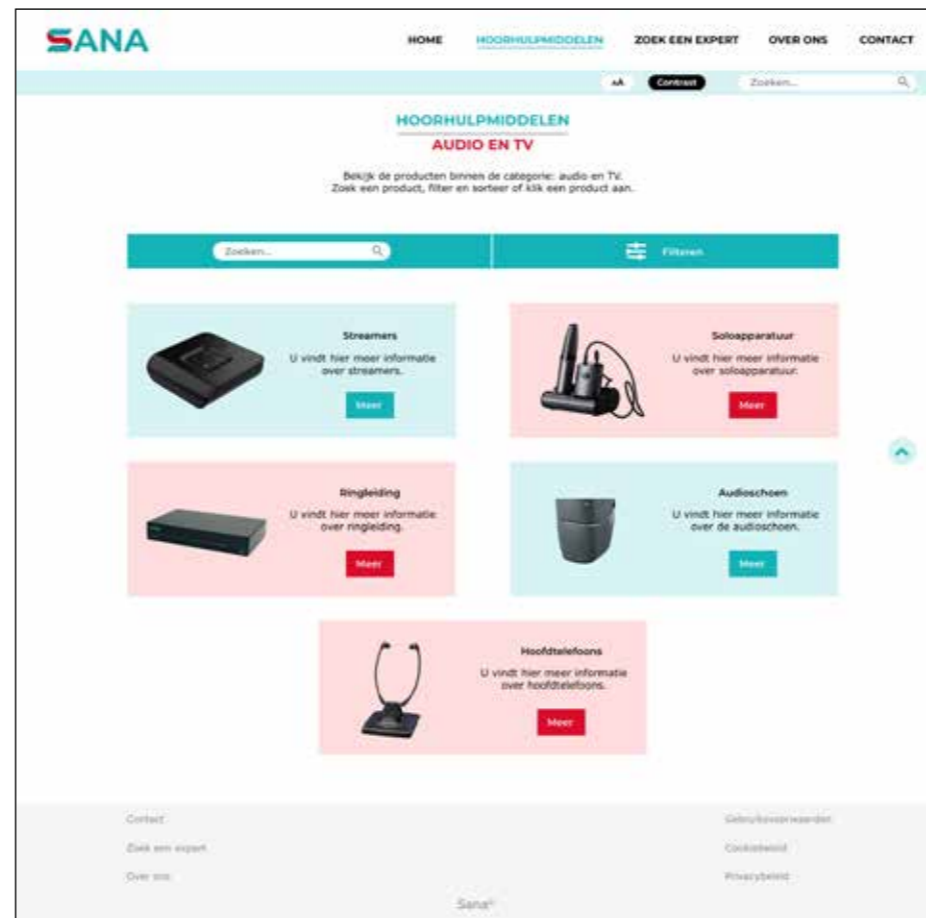 SANA
HOME HOORHULPMIDDELEN ZOEK EEN EXPERT OVER ONS CONTACT
AA Contrast Zoeken...
HOORHULPMIDDELEN
AUDIO EN TV
Bekijk de producten binnen de categorie: audio en TV.
Zoek een product, filter en sorteer of klik een product aan.
Zoeken... Filteren
Streamers
U vindt hier meer informatie
over streamers.
Meer
Soloapparatuur
U vindt hier meer informatie
over soloapparatuur.
Meer
Ringleiding
U vindt hier meer informatie
over ringleiding.
Meer
Audioschoen
U vindt hier meer informatie
over de audioschoen.
Meer
Hoofdtelefoons
U vindt hier meer informatie
over hoofdtelefoons.
Meer
Contact
Zoek een expert
Over ons
Gebruiksvoorwaarden
Cookiebeleid
Privacybeleid